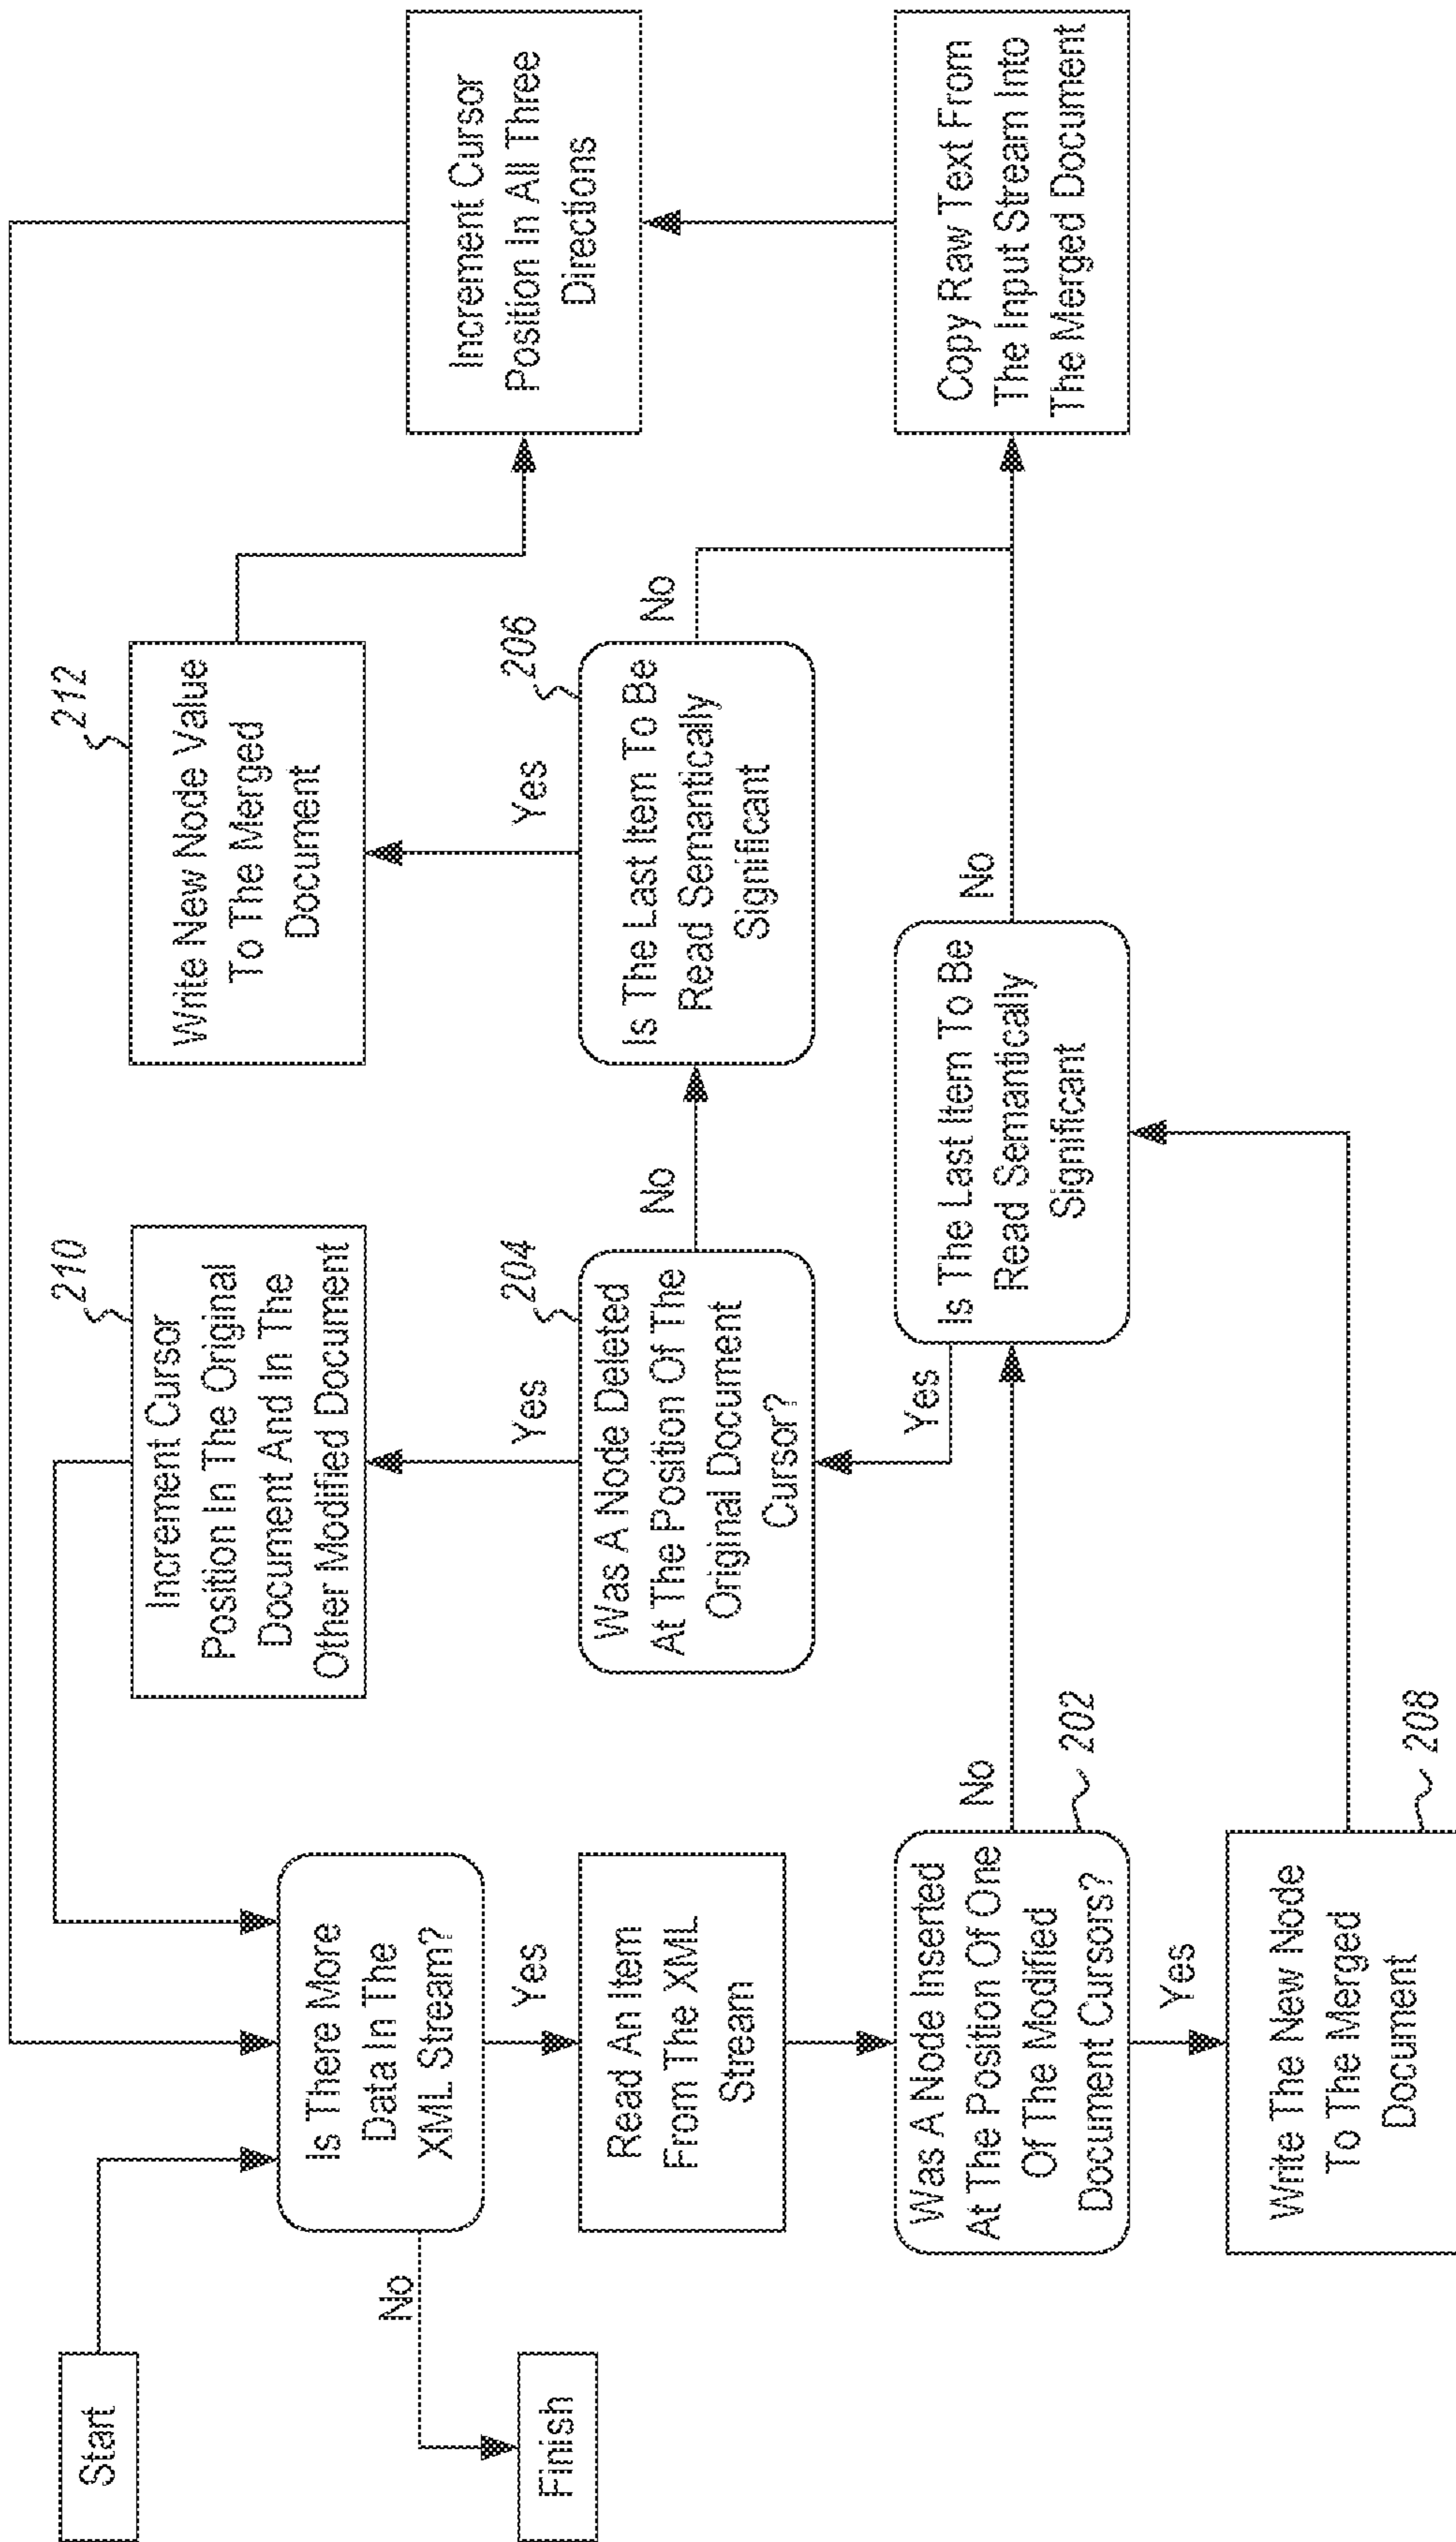 Start
Finish
No
Is There More
Data In The
XML Stream?
Yes
Read An Item
From The XML
Stream
Was A Node Inserted
At The Position Of One
Of The Modified
Document Cursors?
202
No
Yes
Write The New Node
To The Merged
Document
208
210
Increment Cursor
Position In The Original
Document And In The
Other Modified Document
Yes
204
Was A Node Deleted
At The Position Of The
Original Document
Cursor?
No
Yes
Is The Last Item To Be
Read Semantically
Significant
No
212
Write New Node Value
To The Merged
Document
Yes
206
Is The Last Item To Be
Read Semantically
Significant
No
Increment Cursor
Position In All Three
Directions
Copy Raw Text From
The Input Stream Into
The Merged Document